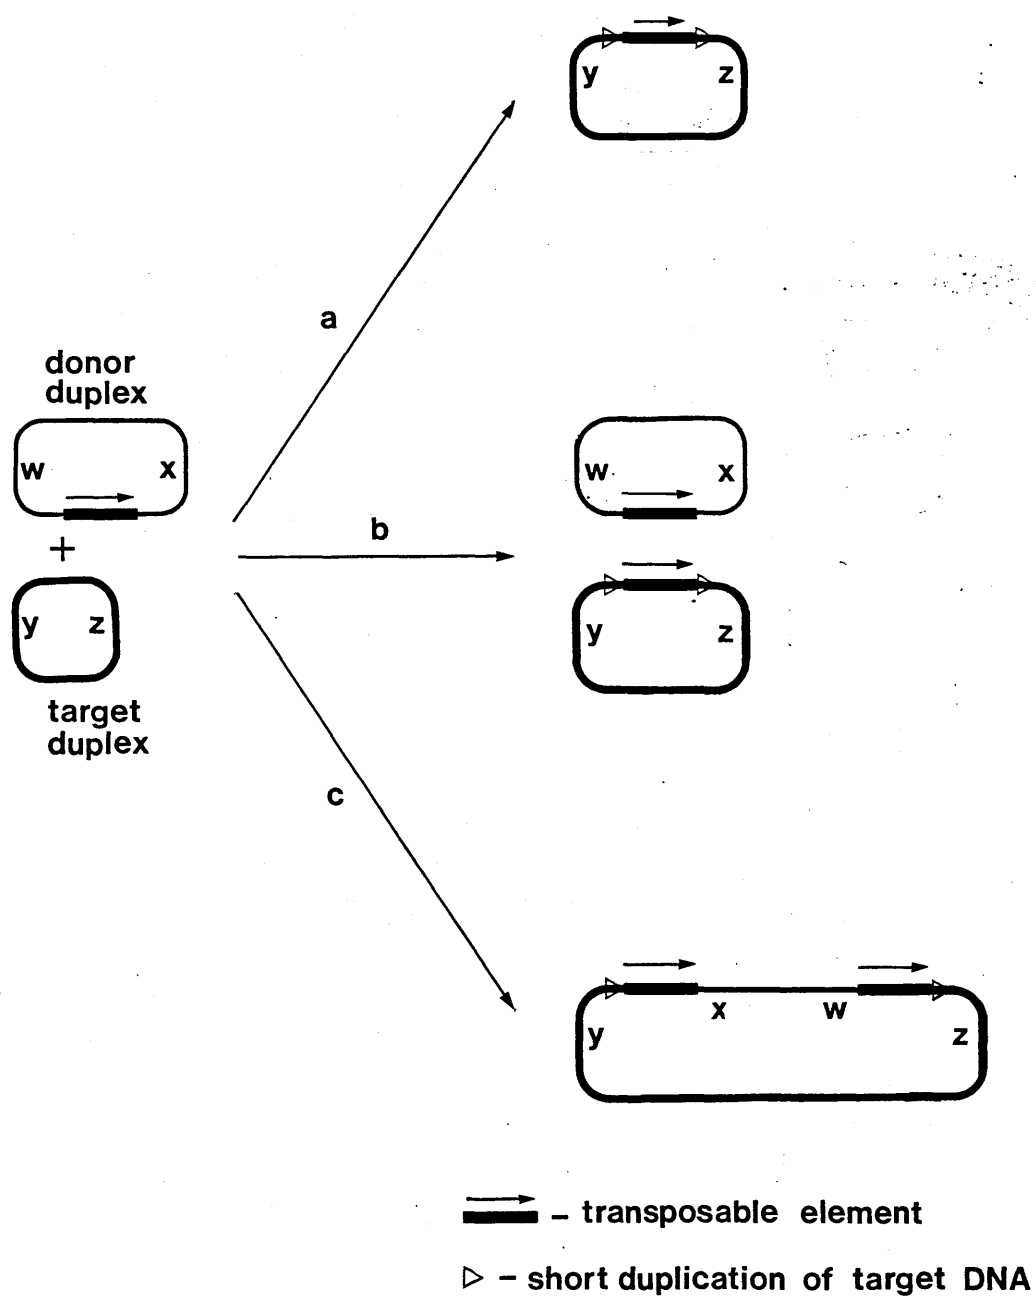 y z
a
donor
duplex
w x
+
y z
target
duplex
b
w x
y z
c
x w
y z
– transposable element
– short duplication of target DNA